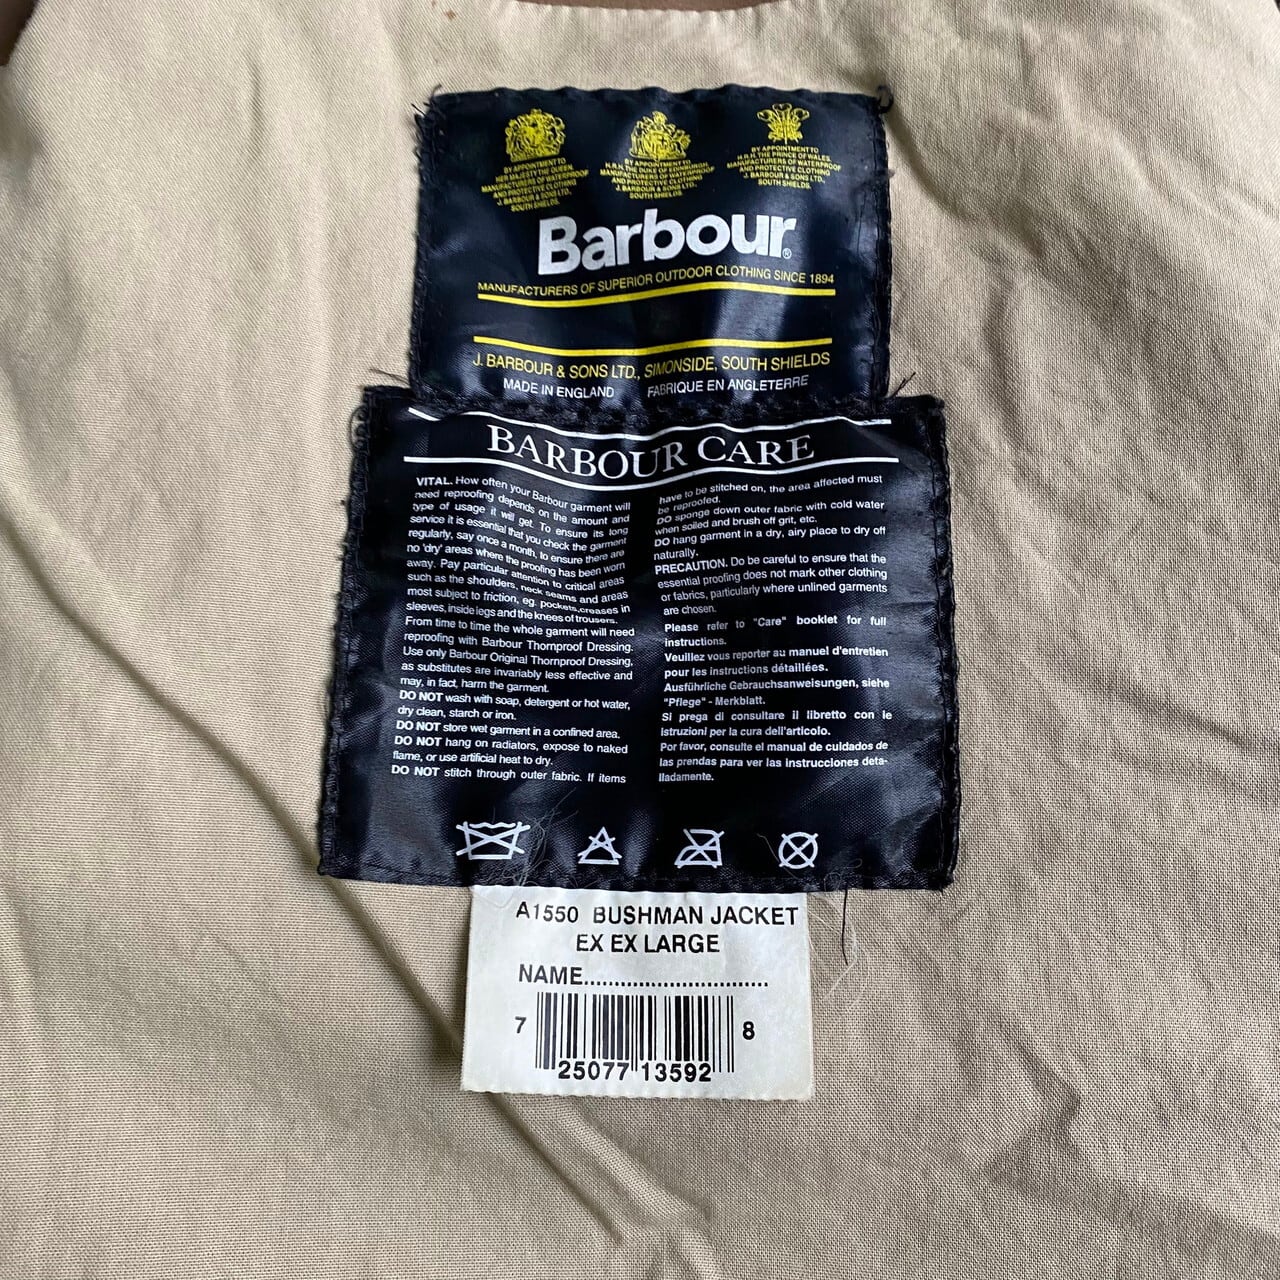 BY APPOINTMENT TO
HER MAJESTY THE QUEEN
MANUFACTURERS OF WATERPROOF
AND PROTECTIVE CLOTHING
J. BARBOUR & SONS LTD.,
SOUTH SHIELDS.
BY APPOINTMENT TO
H.R.H. THE DUKE OF EDINBURGH
MANUFACTURERS OF WATERPROOF
AND PROTECTIVE CLOTHING
J. BARBOUR & SONS LTD.,
SOUTH SHIELDS.
BY APPOINTMENT TO
H.R.H. THE PRINCE OF WALES
MANUFACTURERS OF WATERPROOF
AND PROTECTIVE CLOTHING
J. BARBOUR & SONS LTD.,
SOUTH SHIELDS.
Barbour®
MANUFACTURERS OF SUPERIOR OUTDOOR CLOTHING SINCE 1894
J. BARBOUR & SONS LTD., SIMONSIDE, SOUTH SHIELDS
MADE IN ENGLAND FABRIQUE EN ANGLETERRE
BARBOUR CARE
VITAL. How often your Barbour garment will
need reproofing depends on the amount and
type of usage it will get. To ensure its long
service it is essential that you check the garment
regularly, say once a month, to ensure there are
no 'dry' areas where the proofing has been worn
away. Pay particular attention to critical areas
such as the shoulders, neck seams and areas
most subject to friction, eg. pockets,creases in
sleeves, inside legs and the knees of trousers.
From time to time the whole garment will need
reproofing with Barbour Thornproof Dressing.
Use only Barbour Original Thornproof Dressing,
as substitutes are invariably less effective and
may, in fact, harm the garment.
DO NOT wash with soap, detergent or hot water,
dry clean, starch or iron.
DO NOT store wet garment in a confined area.
DO NOT hang on radiators, expose to naked
flame, or use artificial heat to dry.
DO NOT stitch through outer fabric. If items
have to be stitched on, the area affected must
be reproofed.
DO sponge down outer fabric with cold water
when soiled and brush off grit, etc.
DO hang garment in a dry, airy place to dry off
naturally.
PRECAUTION. Do be careful to ensure that the
essential proofing does not mark other clothing
or fabrics, particularly where unlined garments
are chosen.
Please refer to "Care" booklet for full
instructions.
Veuillez vous reporter au manuel d'entretien
pour les instructions détaillées.
Ausführliche Gebrauchsanweisungen, siehe
"Pflege" - Merkblatt.
Si prega di consultare il libretto con le
istruzioni per la cura dell'articolo.
Por favor, consulte el manual de cuidados de
las prendas para ver las instrucciones deta-
lladamente.
A1550 BUSHMAN JACKET
EX EX LARGE
NAME..............................
7 25077 13592 8